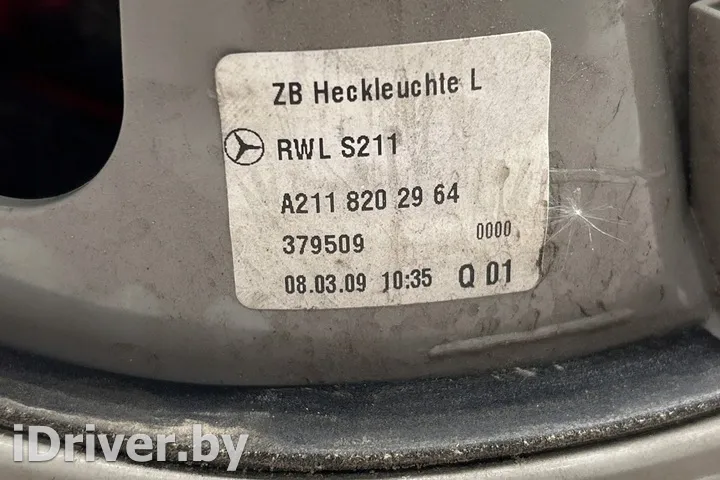 ZB Heckleuchte L
RWL S211
A211 820 29 64
379509 0000
08.03.09 10:35 Q 01
iDriver.by